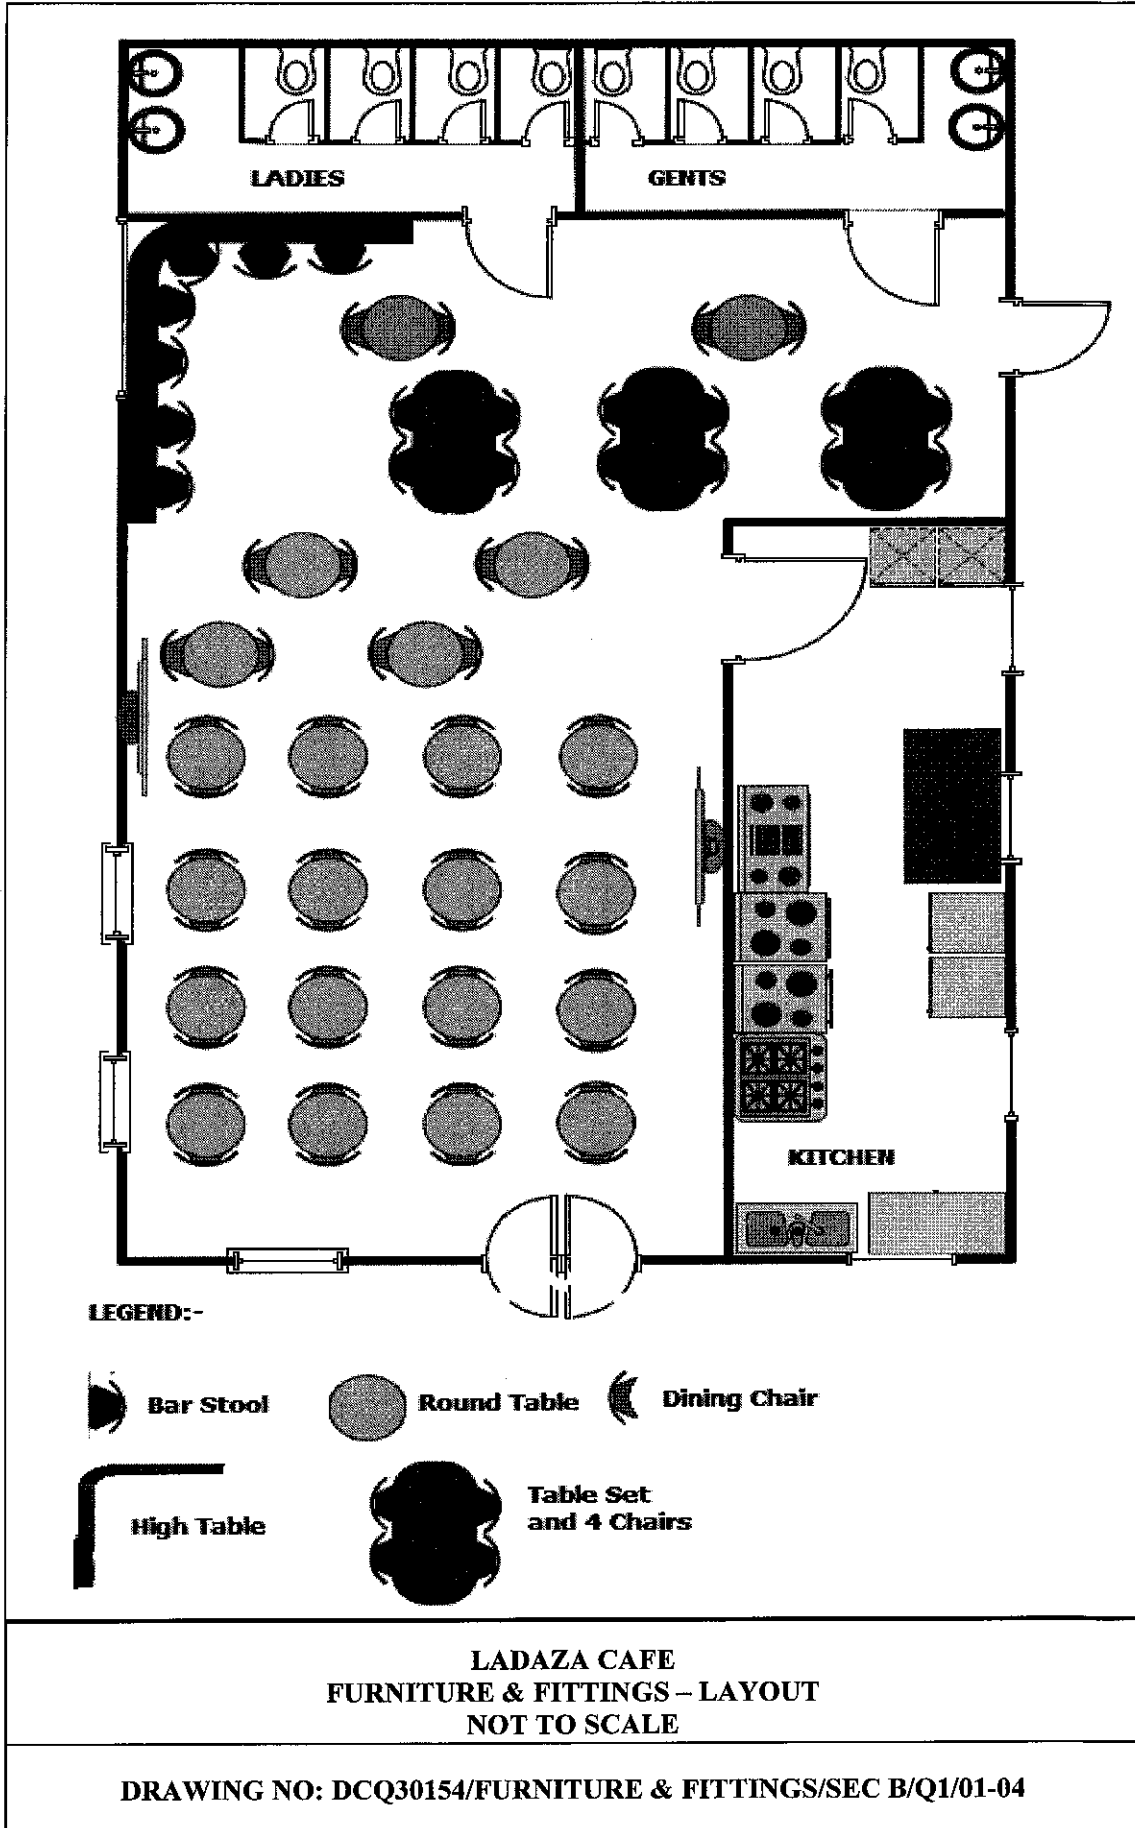 LADIES
GENTS
KITCHEN
LEGEND:-
Bar Stool
Round Table
Dining Chair
High Table
Table Set
and 4 Chairs
LADAZA CAFE
FURNITURE & FITTINGS – LAYOUT
NOT TO SCALE
DRAWING NO: DCQ30154/FURNITURE & FITTINGS/SEC B/Q1/01-04